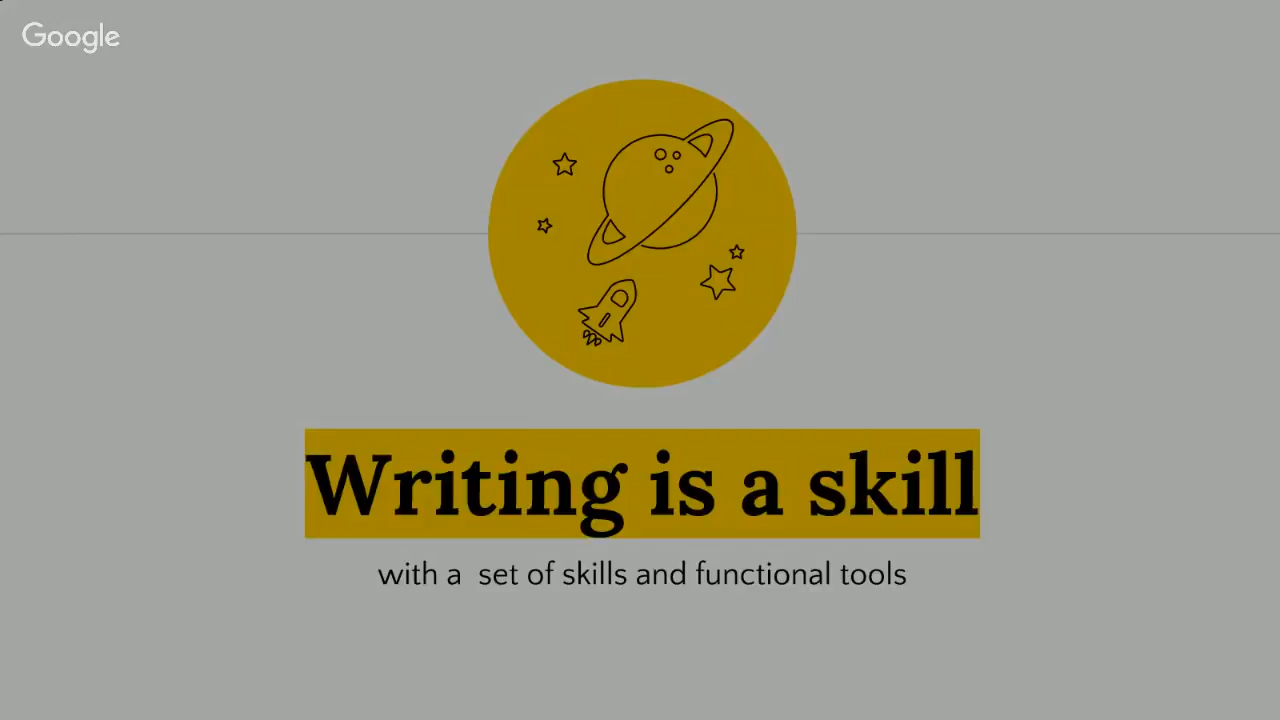 Google
Writing is a skill
with a  set of skills and functional tools